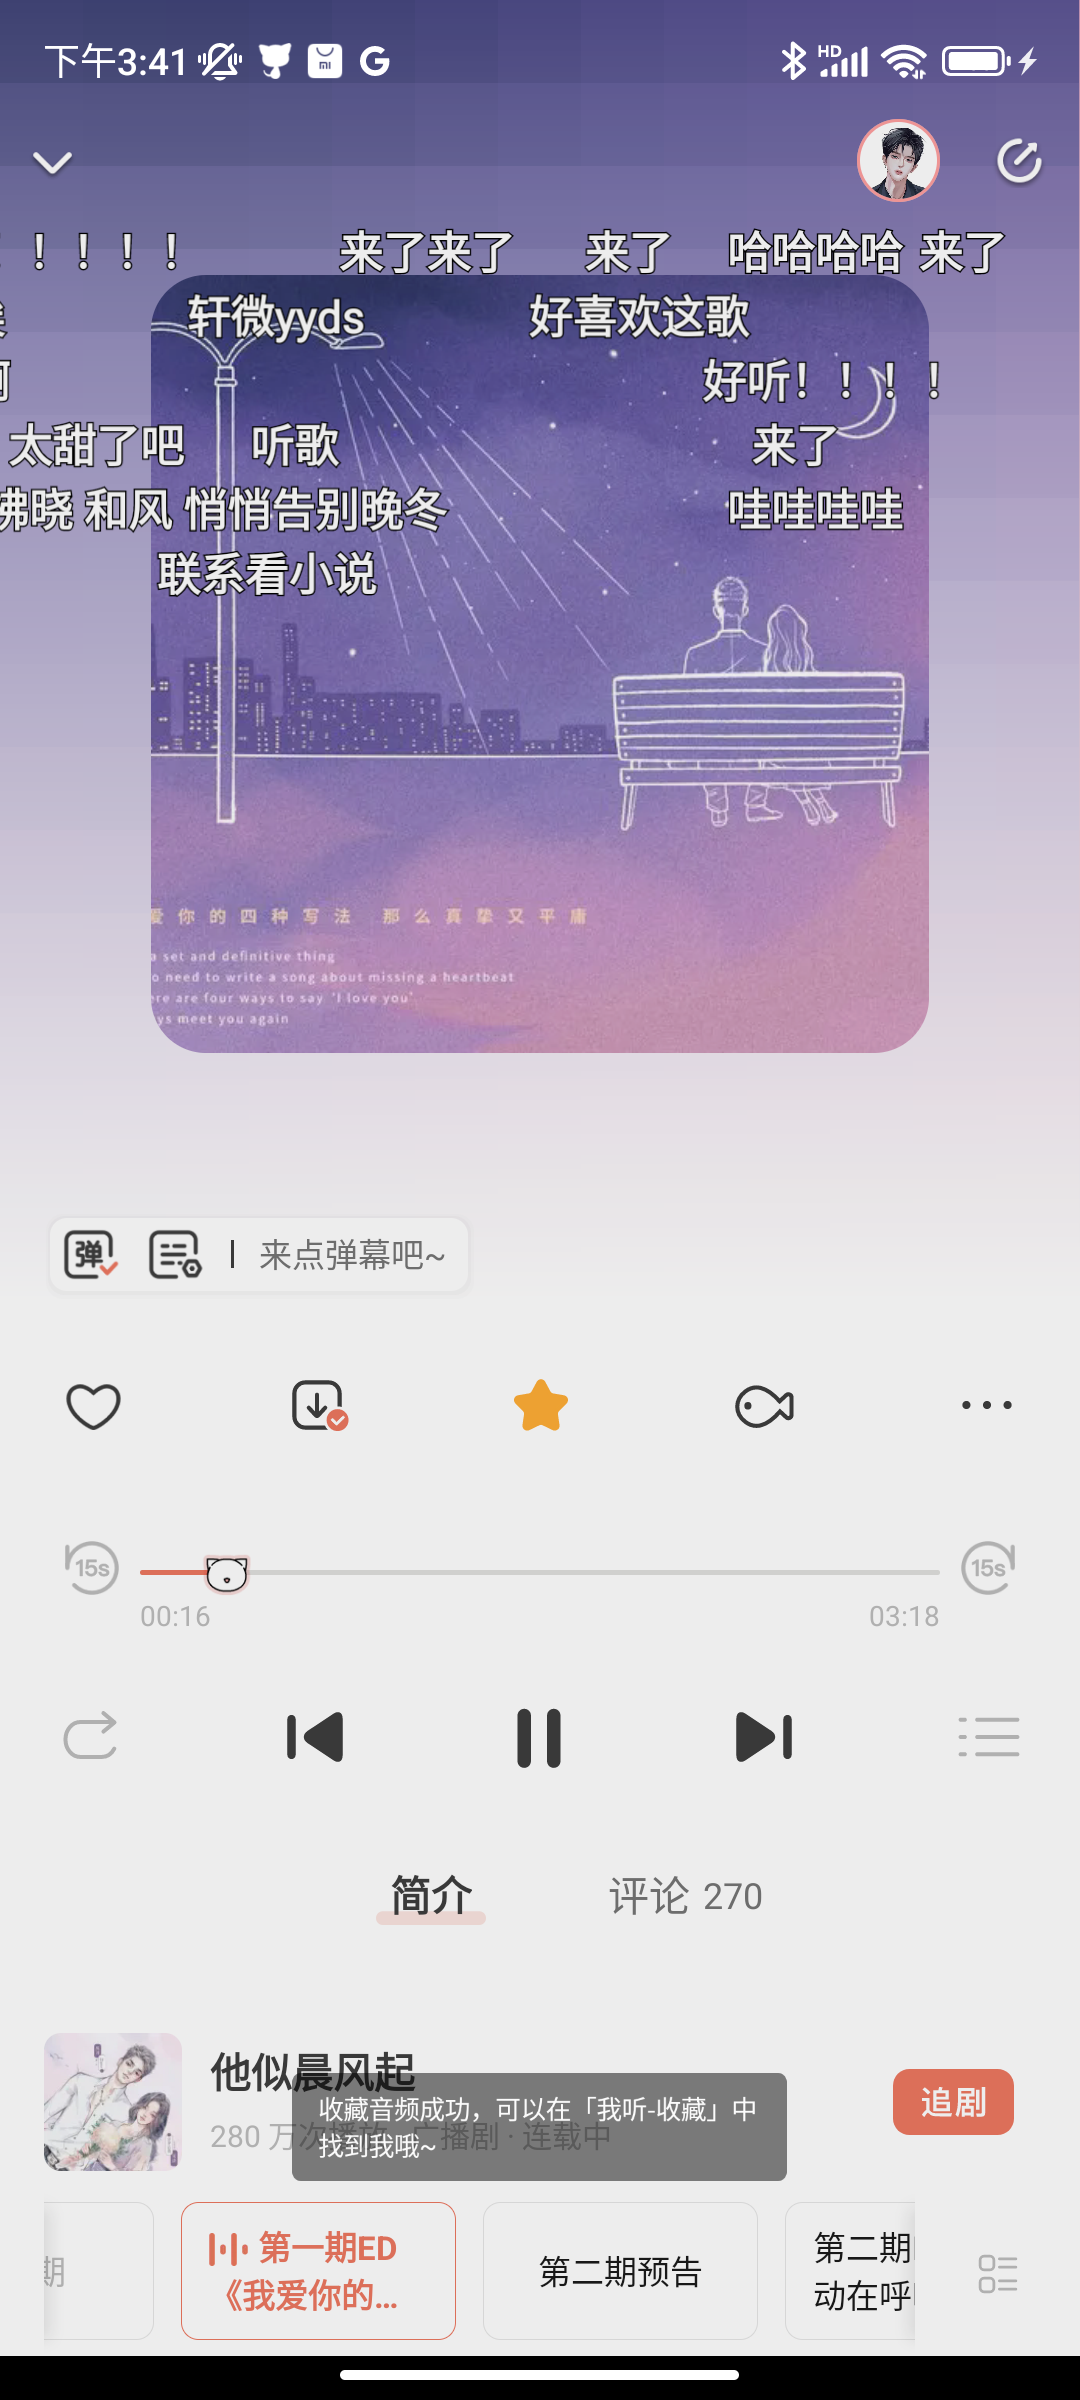 下午3:41
HD
！！！！
来了来了
来了
哈哈哈哈
来了
轩微yyds
好喜欢这歌
好听！！！！
太甜了吧
听歌
来了
拂晓 和风 悄悄告别晚冬
哇哇哇哇
联系看小说
爱你的四种写法 那么真挚又平庸
a set and definitive thing
o need to write a song about missing a heartbeat
ere are four ways to say 'I love you'
ys meet you again
弹
来点弹幕吧~
15s
15s
00:16
03:18
简介
评论 270
他似晨风起
追剧
280 万次播放 · 广播剧 · 连载中
收藏音频成功，可以在「我听-收藏」中
找到我哦~
期
第一期ED
《我爱你的...
第二期预告
第二期
动在呼